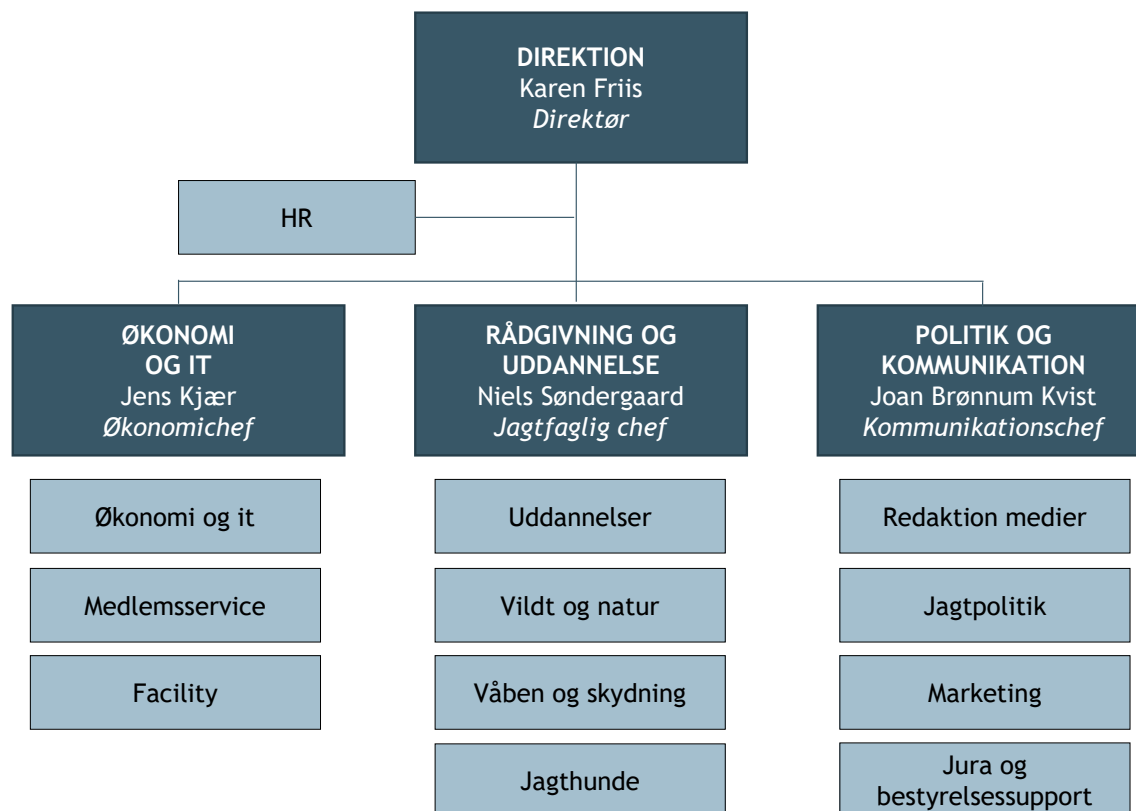 DIREKTION
Karen Friis
Direktør
HR
ØKONOMI
OG IT
Jens Kjær
Økonomichef
RÅDGIVNING OG
UDDANNELSE
Niels Søndergaard
Jagtfaglig chef
POLITIK OG
KOMMUNIKATION
Joan Brønnum Kvist
Kommunikationschef
Økonomi og it
Medlemsservice
Facility
Uddannelser
Vildt og natur
Våben og skydning
Jagthunde
Redaktion medier
Jagtpolitik
Marketing
Jura og
bestyrelsessupport